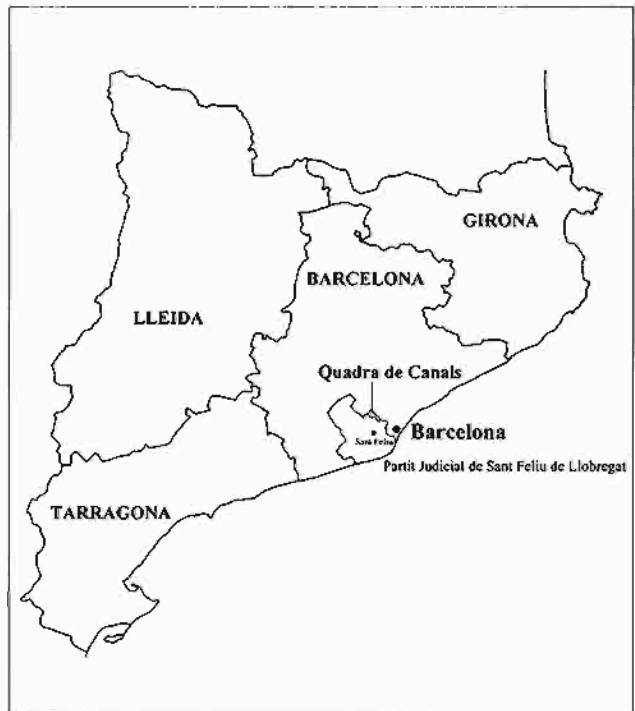 GIRONA
BARCELONA
LLEIDA
Quadra de Canals
Barcelona
Sant Feliu
Partit Judicial de Sant Feliu de Llobregat
TARRAGONA